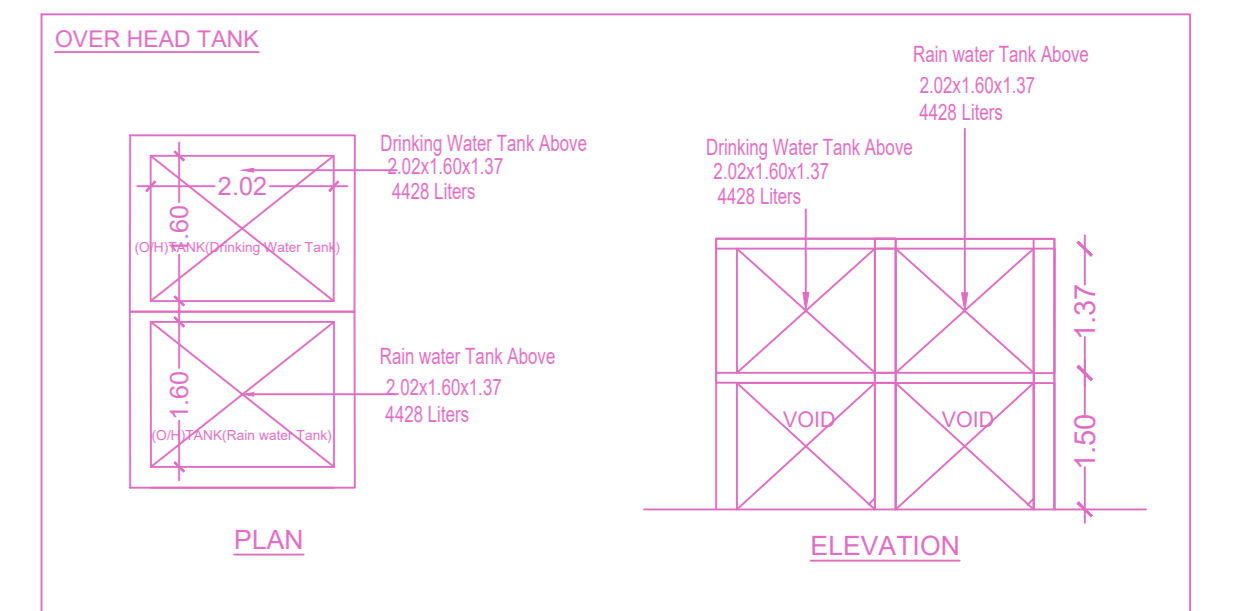 OVER HEAD TANK
Drinking Water Tank Above
2.02x1.60x1.37
4428 Liters
2.02
1.60
(O/H)TANK(Drinking Water Tank)
Rain water Tank Above
2.02x1.60x1.37
4428 Liters
1.60
(O/H)TANK(Rain water Tank)
PLAN
Rain water Tank Above
2.02x1.60x1.37
4428 Liters
Drinking Water Tank Above
2.02x1.60x1.37
4428 Liters
1.37
VOID
VOID
1.50
ELEVATION